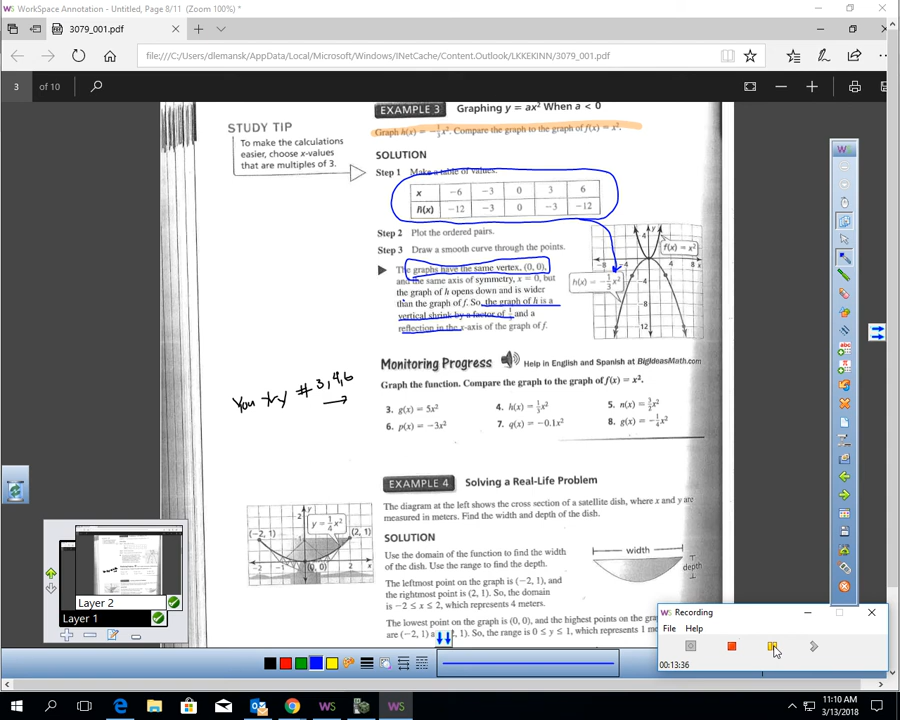 WorkSpace Annotation - Untitled, Page 8/11 (Zoom 100%) *
3079_001.pdf
file:///C:/Users/dlemansk/AppData/Local/Microsoft/Windows/INetCache/Content.Outlook/LKKEKINN/3079_001.pdf
3 of 10
EXAMPLE 3 Graphing y = ax² When a < 0
Graph h(x) = −1/3x². Compare the graph to the graph of f(x) = x².
STUDY TIP
To make the calculations
easier, choose x-values
that are multiples of 3.
SOLUTION
Step 1 Make a table of values.
x −6 −3 0 3 6
h(x) −12 −3 0 −3 −12
Step 2 Plot the ordered pairs.
Step 3 Draw a smooth curve through the points.
The graphs have the same vertex, (0, 0),
and the same axis of symmetry, x = 0, but
the graph of h opens down and is wider
than the graph of f. So, the graph of h is a
vertical shrink by a factor of 1/3 and a
reflection in the x-axis of the graph of f.
4 y
f(x) = x²
−8 −4 4 8 x
−4
h(x) = −1/3x²
−8
12
You try # 3, 4, 6
Monitoring Progress Help in English and Spanish at BigIdeasMath.com
Graph the function. Compare the graph to the graph of f(x) = x².
3. g(x) = 5x² 4. h(x) = 1/3x² 5. n(x) = 3/2x²
6. p(x) = −3x² 7. q(x) = −0.1x² 8. g(x) = −1/4x²
EXAMPLE 4 Solving a Real-Life Problem
The diagram at the left shows the cross section of a satellite dish, where x and y are
measured in meters. Find the width and depth of the dish.
2 y
y = 1/4x²
(−2, 1) (2, 1)
1
−2 −1 (0, 0) 2 x
SOLUTION
Use the domain of the function to find the width
of the dish. Use the range to find the depth.
The leftmost point on the graph is (−2, 1), and
the rightmost point is (2, 1). So, the domain
is −2 ≤ x ≤ 2, which represents 4 meters.
The lowest point on the graph is (0, 0), and the highest points on the
are (−2, 1) a , 1). So, the range is 0 ≤ y ≤ 1, which represents 1
width
depth
Layer 2
Layer 1
Recording
File Help
00:13:36
11:10 AM
3/13/2018